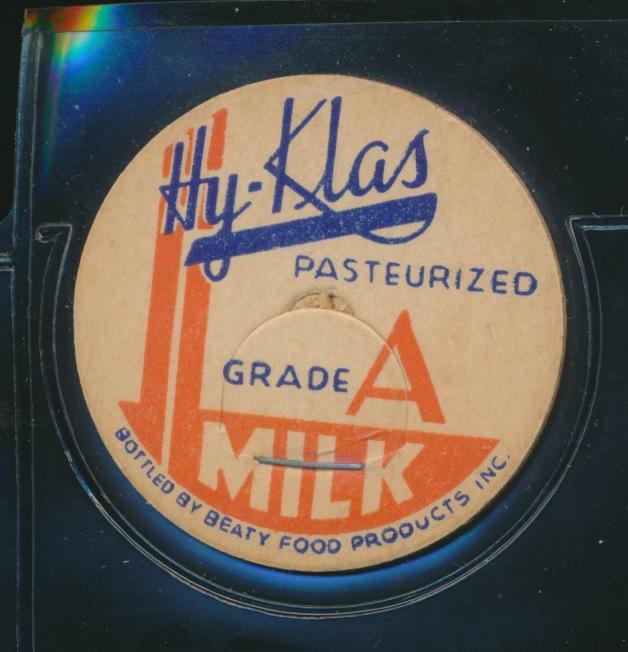 Hy-Klas
PASTEURIZED
GRADE A
MILK
BOTTLED BY BEATY FOOD PRODUCTS INC.